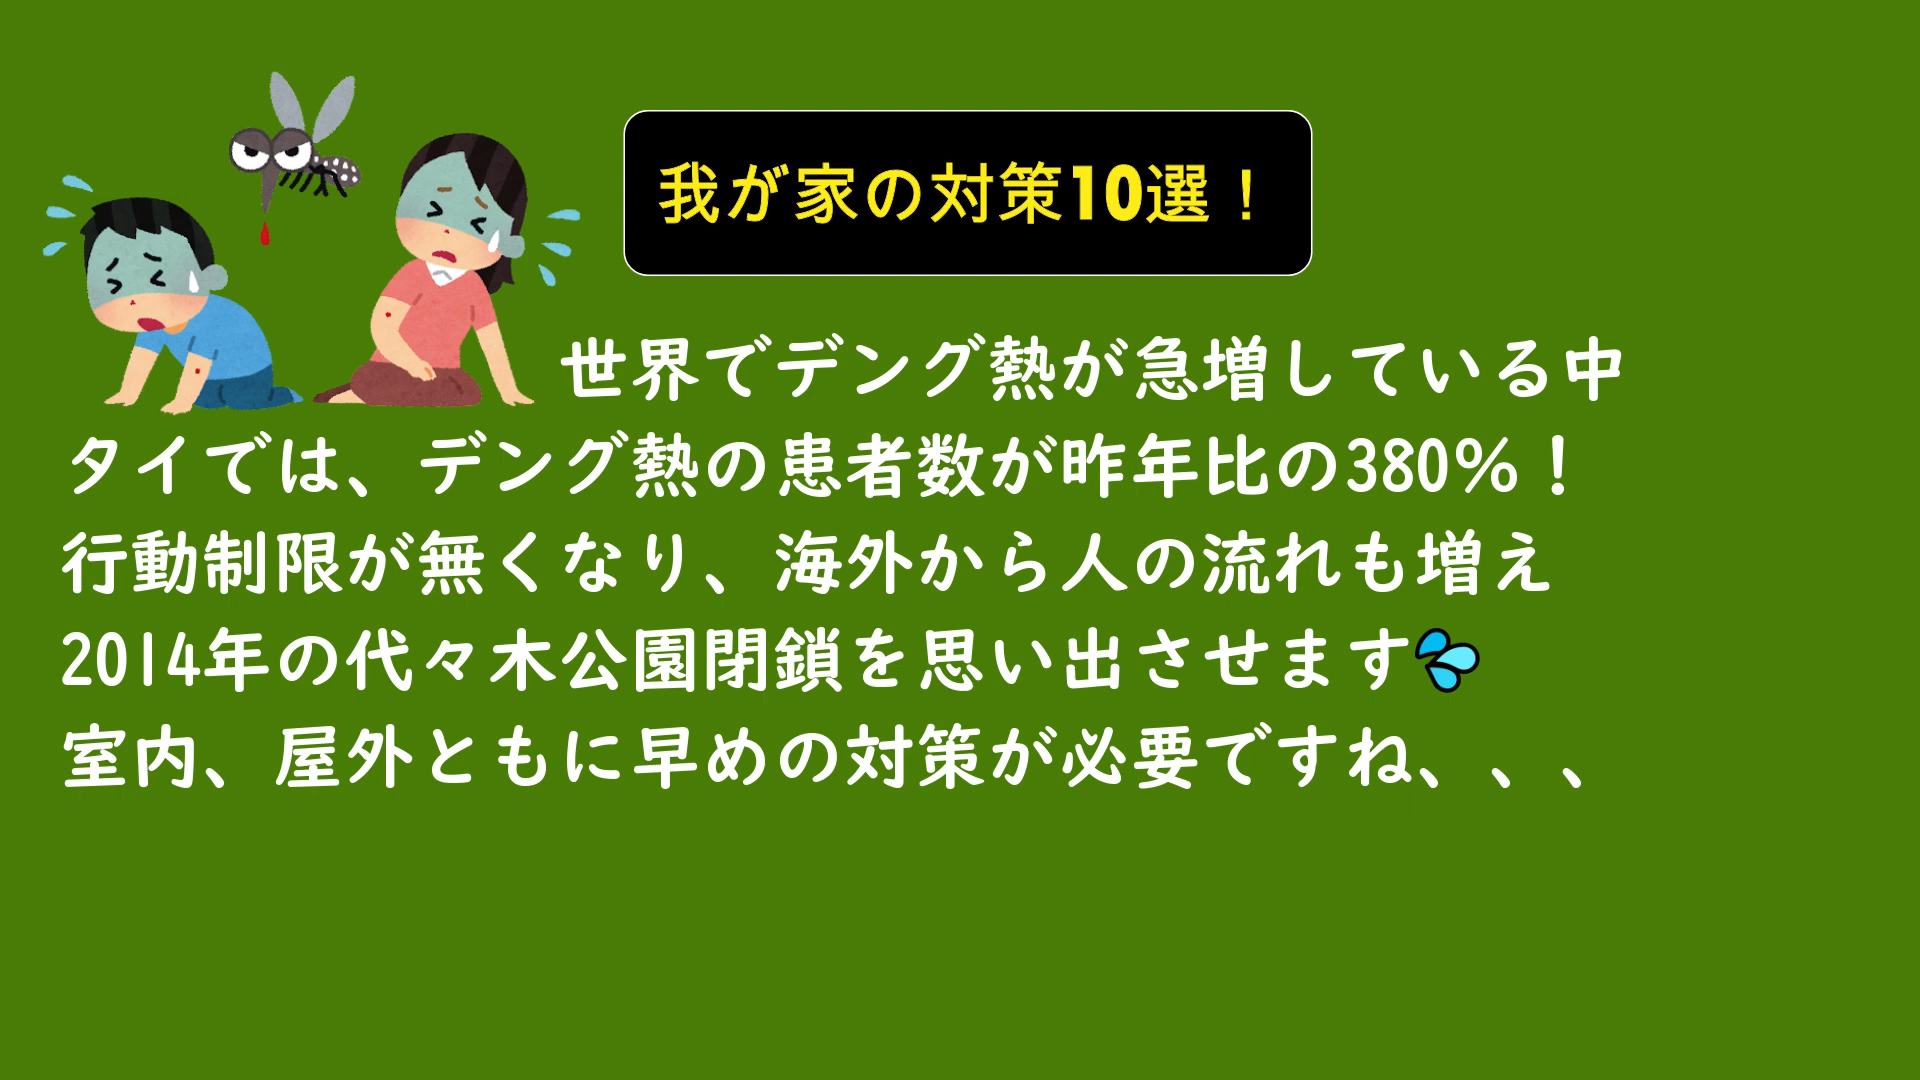 我が家の対策10選！
世界でデング熱が急増している中
タイでは、デング熱の患者数が昨年比の380％！
行動制限が無くなり、海外から人の流れも増え
2014年の代々木公園閉鎖を思い出させます💦
室内、屋外ともに早めの対策が必要ですね、、、